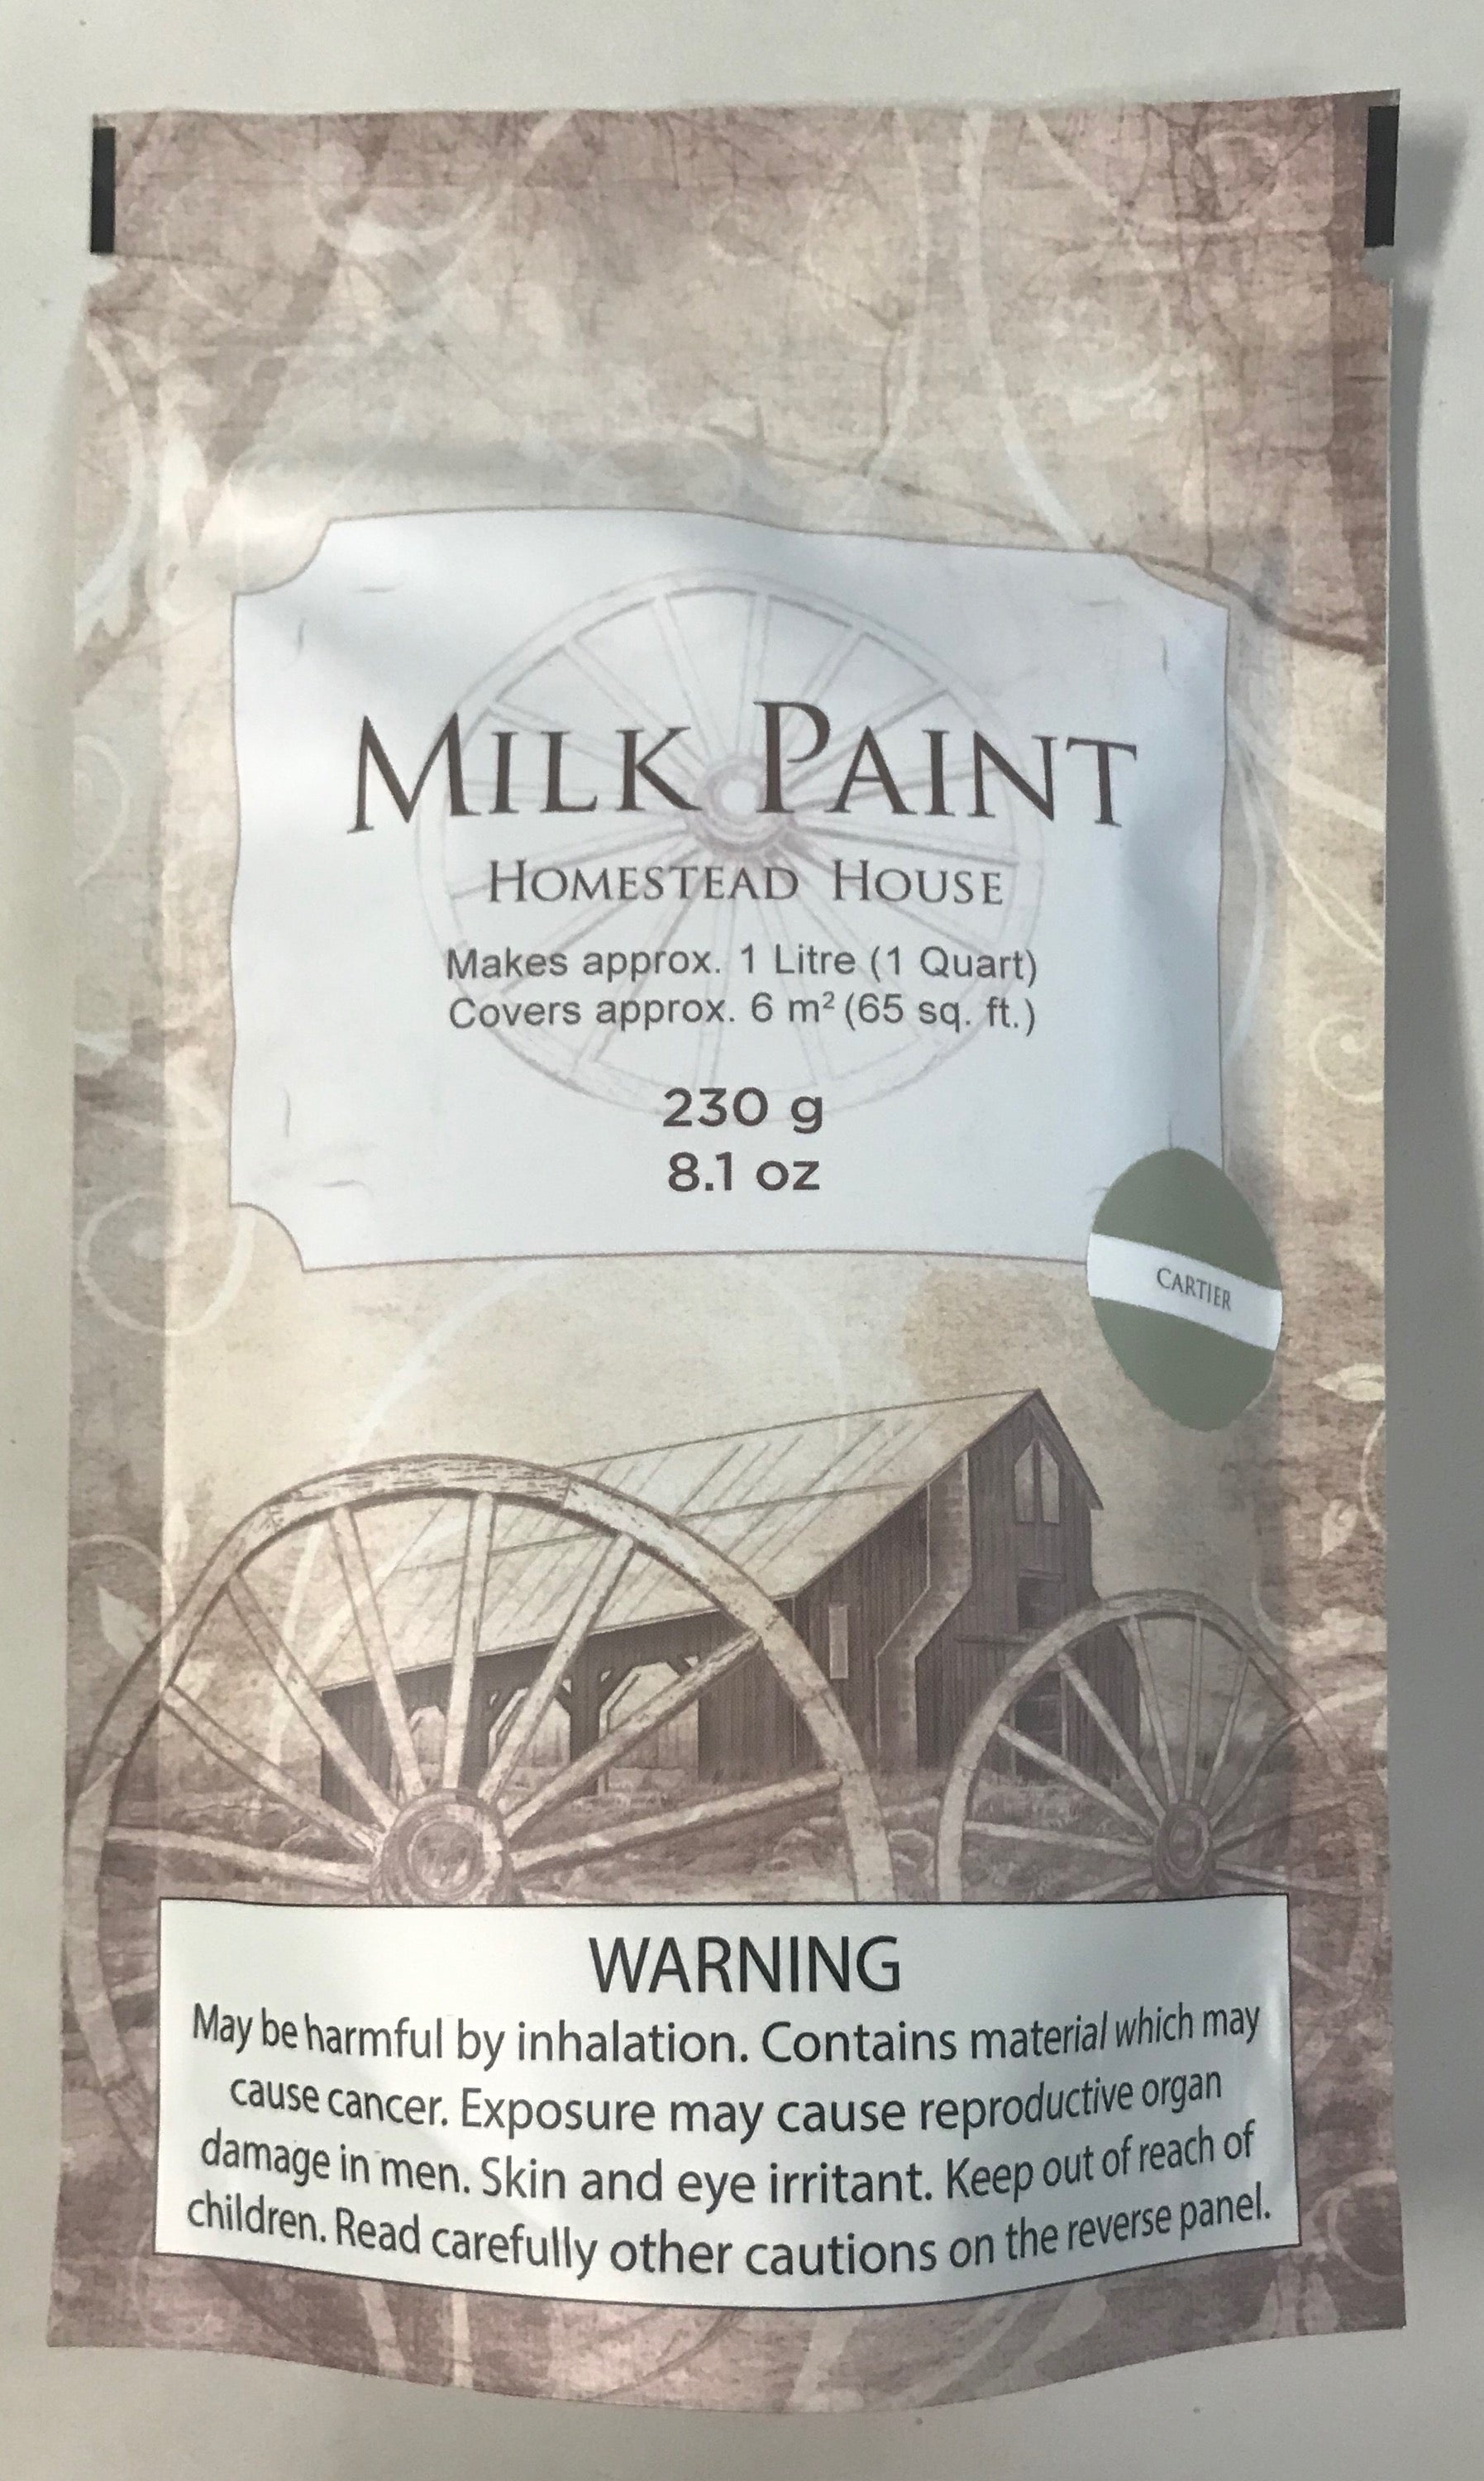 MILK PAINT
HOMESTEAD HOUSE
Makes approx. 1 Litre (1 Quart)
Covers approx. 6 m² (65 sq. ft.)
230 g
8.1 oz
CARTIER
WARNING
May be harmful by inhalation. Contains material which may
cause cancer. Exposure may cause reproductive organ
damage in men. Skin and eye irritant. Keep out of reach of
children. Read carefully other cautions on the reverse panel.